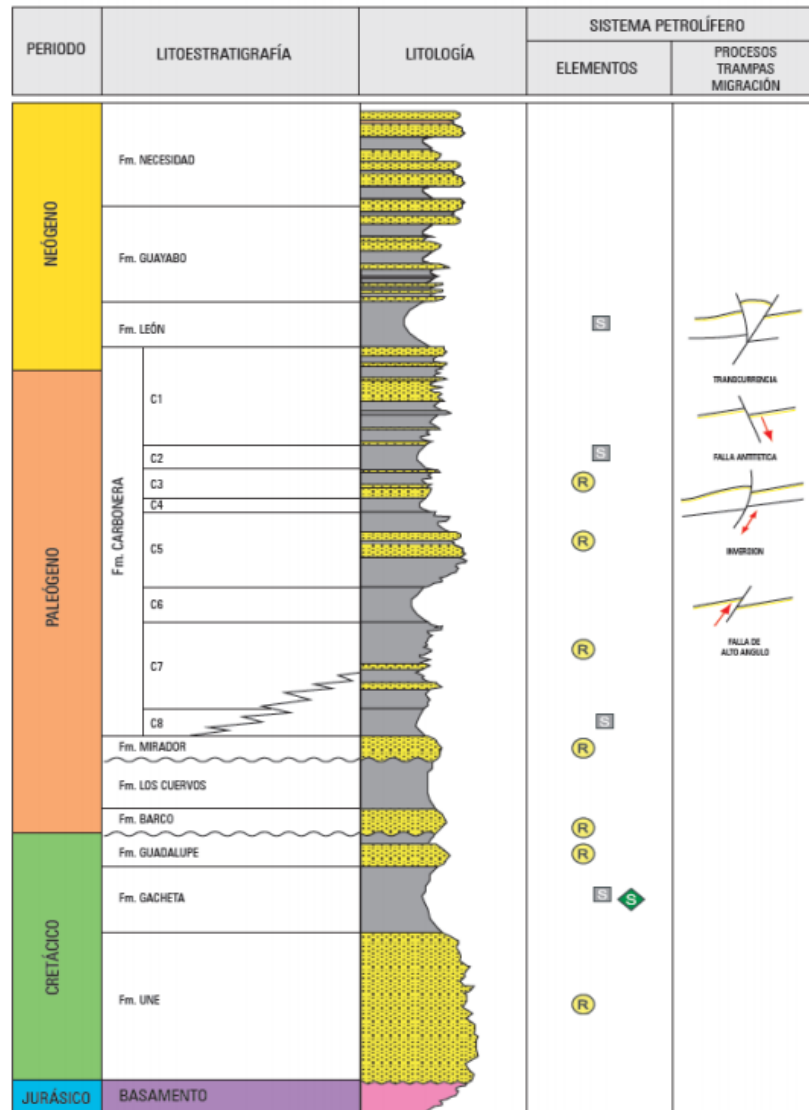 PERIODO
LITOESTRATIGRAFÍA
LITOLOGÍA
SISTEMA PETROLÍFERO
ELEMENTOS
PROCESOS
TRAMPAS
MIGRACIÓN
NEÓGENO
Fm. NECESIDAD
Fm. GUAYABO
Fm. LEÓN
S
TRANSCURRENCIA
PALEÓGENO
Fm. CARBONERA
C1
C2
S
FALLA ANTITETICA
C3
R
C4
C5
R
INVERDION
C6
C7
R
FALLA DE
ALTO ANGULO
C8
S
Fm. MIRADOR
R
Fm. LOS CUERVOS
Fm. BARCO
R
CRETÁCICO
Fm. GUADALUPE
R
Fm. GACHETA
S
S
Fm. UNE
R
JURÁSICO
BASAMENTO